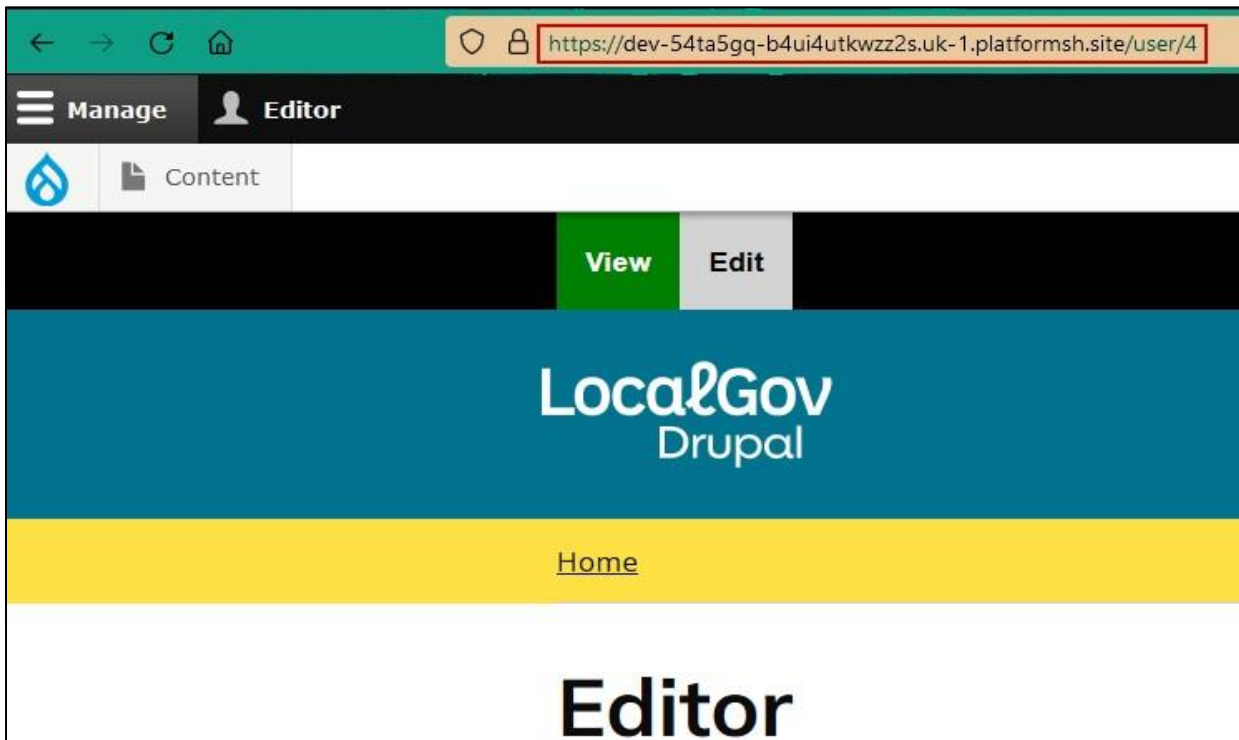 https://dev-54ta5gq-b4ui4utkwzz2s.uk-1.platformsh.site/user/4
Manage Editor
Content
View Edit
LocalGov
Drupal
Home
Editor